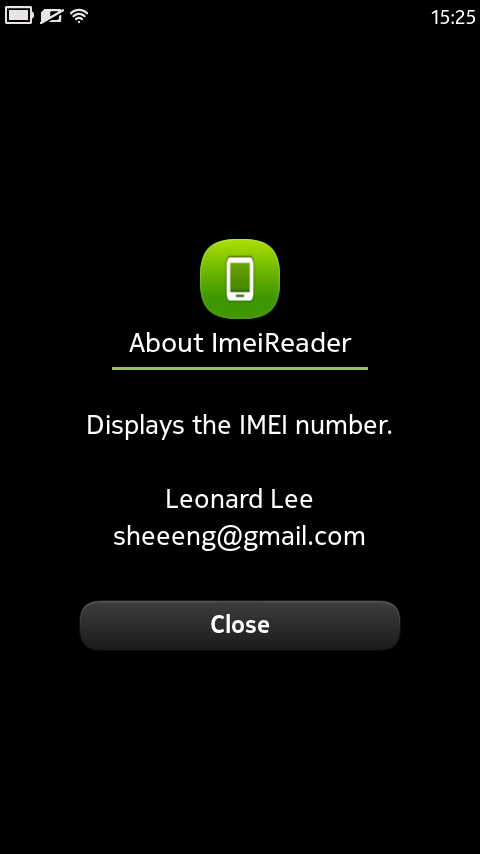 15:25
About ImeiReader
Displays the IMEI number.
Leonard Lee
sheeeng@gmail.com
Close